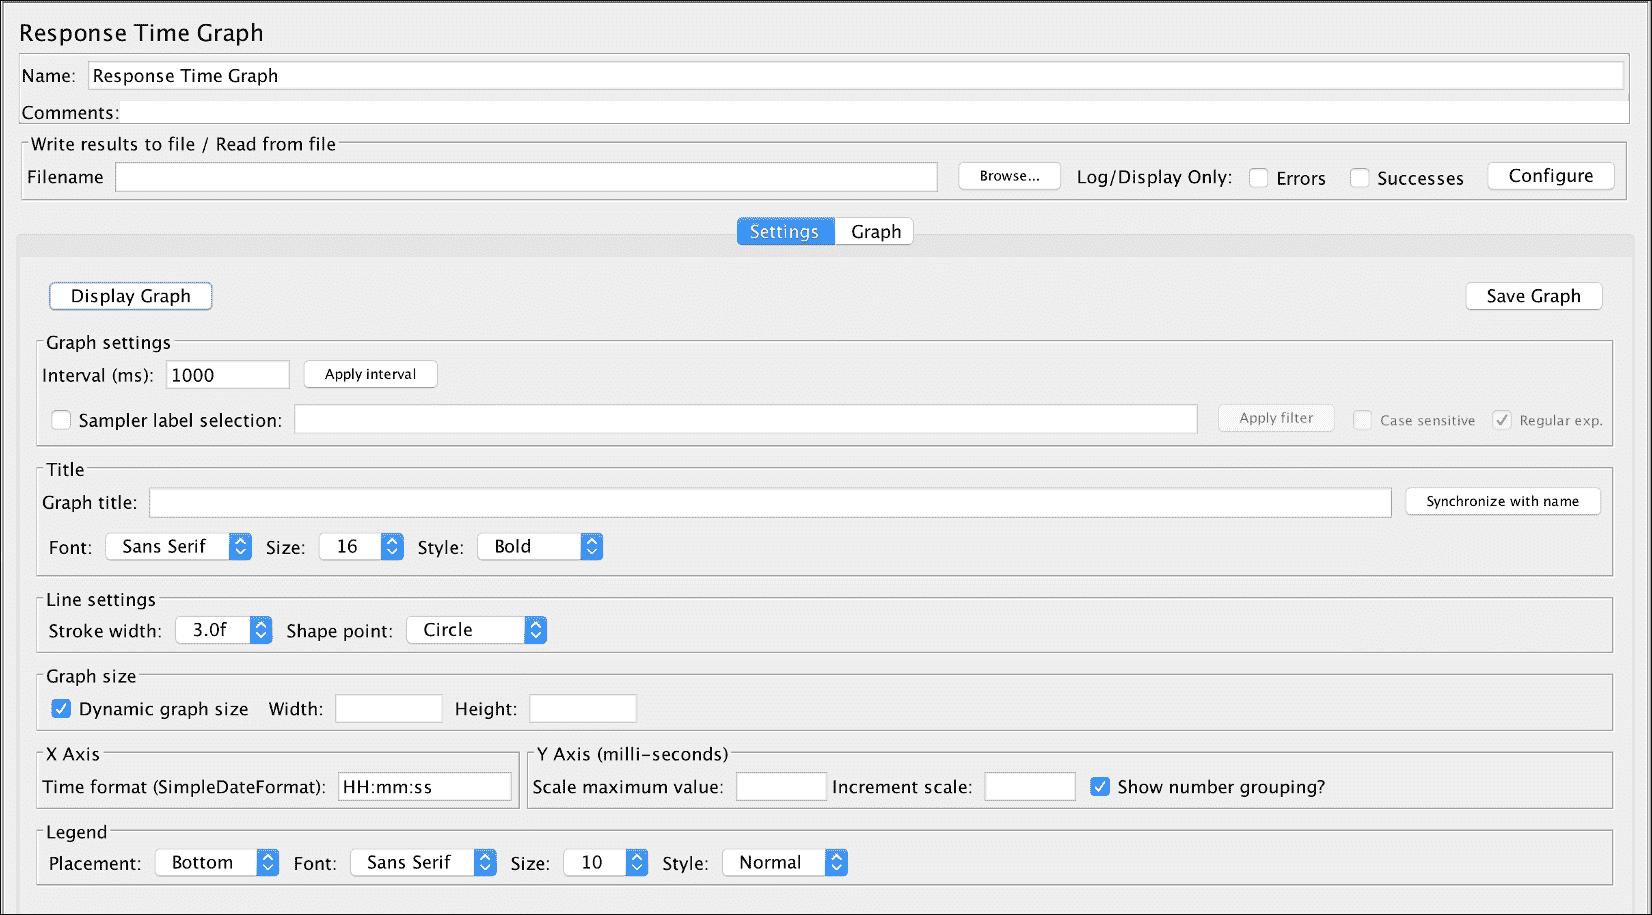 Response Time Graph
Name: Response Time Graph
Comments:
Write results to file / Read from file
Filename Browse... Log/Display Only: Errors Successes Configure
Settings Graph
Display Graph Save Graph
Graph settings
Interval (ms): 1000 Apply interval
Sampler label selection: Apply filter Case sensitive Regular exp.
Title
Graph title: Synchronize with name
Font: Sans Serif Size: 16 Style: Bold
Line settings
Stroke width: 3.0f Shape point: Circle
Graph size
Dynamic graph size Width: Height:
X Axis Y Axis (milli-seconds)
Time format (SimpleDateFormat): HH:mm:ss Scale maximum value: Increment scale: Show number grouping?
Legend
Placement: Bottom Font: Sans Serif Size: 10 Style: Normal